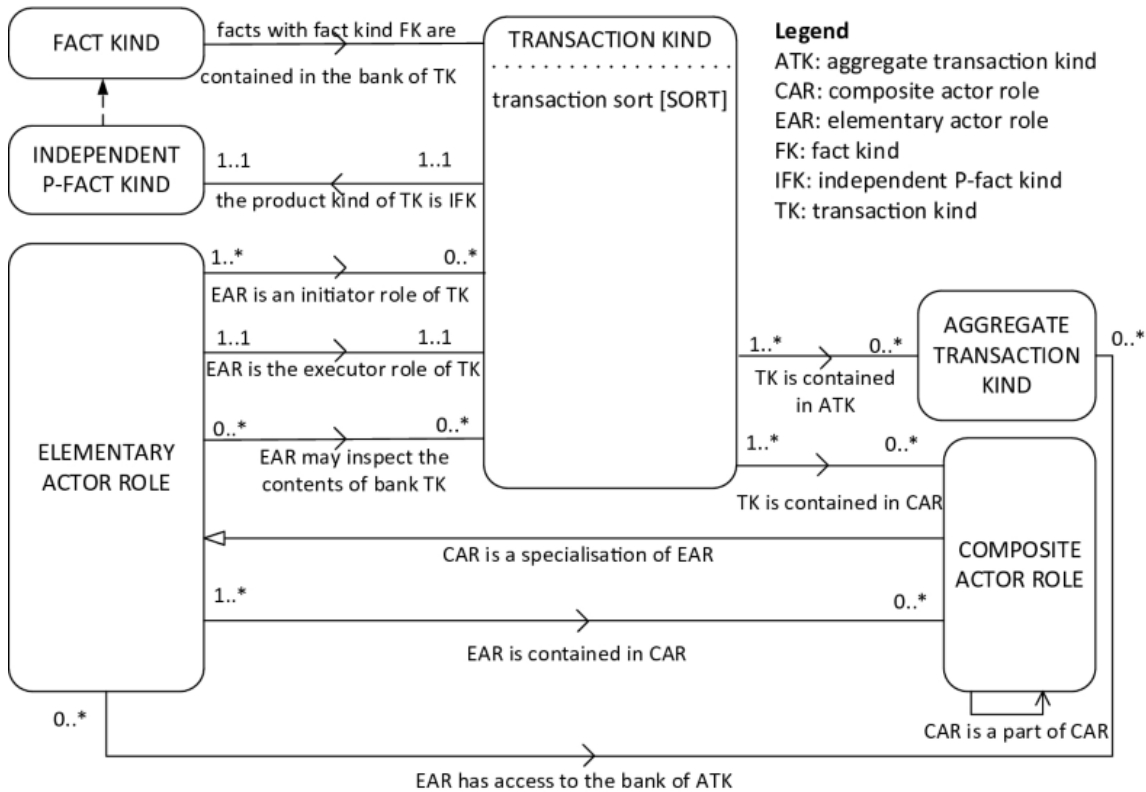 FACT KIND
facts with fact kind FK are
contained in the bank of TK
TRANSACTION KIND
transaction sort [SORT]
Legend
ATK: aggregate transaction kind
CAR: composite actor role
EAR: elementary actor role
FK: fact kind
IFK: independent P-fact kind
TK: transaction kind
INDEPENDENT
P-FACT KIND
1..1 1..1
the product kind of TK is IFK
1..* 0..*
EAR is an initiator role of TK
1..1 1..1
EAR is the executor role of TK
0..* 0..*
EAR may inspect the
contents of bank TK
ELEMENTARY
ACTOR ROLE
1..* 0..*
TK is contained
in ATK
AGGREGATE
TRANSACTION
KIND
0..*
1..* 0..*
TK is contained in CAR
CAR is a specialisation of EAR
COMPOSITE
ACTOR ROLE
1..* 0..*
EAR is contained in CAR
CAR is a part of CAR
0..*
EAR has access to the bank of ATK